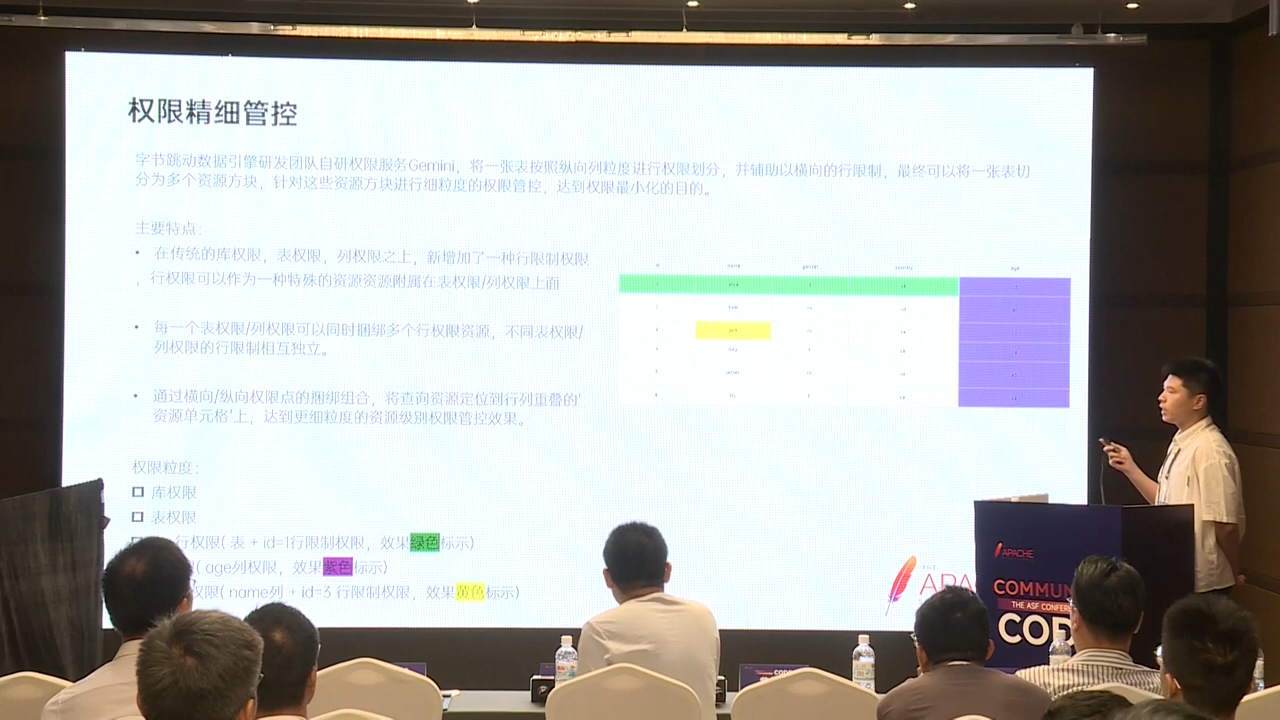 权限精细管控
字节跳动数据引擎研发团队自研权限服务Gemini，将一张表按照纵向列粒度进行权限划分，并辅助以横向的行限制，最终可以将一张表切
分为多个资源方块，针对这些资源方块进行细粒度的权限管控，达到权限最小化的目的。
主要特点：
• 在传统的库权限，表权限，列权限之上，新增加了一种行限制权限
，行权限可以作为一种特殊的资源资源附属在表权限/列权限上面
• 每一个表权限/列权限可以同时捆绑多个行权限资源，不同表权限/
列权限的行限制相互独立。
• 通过横向/纵向权限点的捆绑组合，将查询资源定位到行列重叠的'
资源单元格'上，达到更细粒度的资源级别权限管控效果。
id name gender country age
权限粒度：
库权限
表权限
行权限( 表 + id=1行限制权限，效果绿色标示)
( age列权限，效果紫色标示)
权限( name列 + id=3 行限制权限，效果黄色标示)
THE
APA
APACHE
COMMUN
THE ASF CONFERE
COD